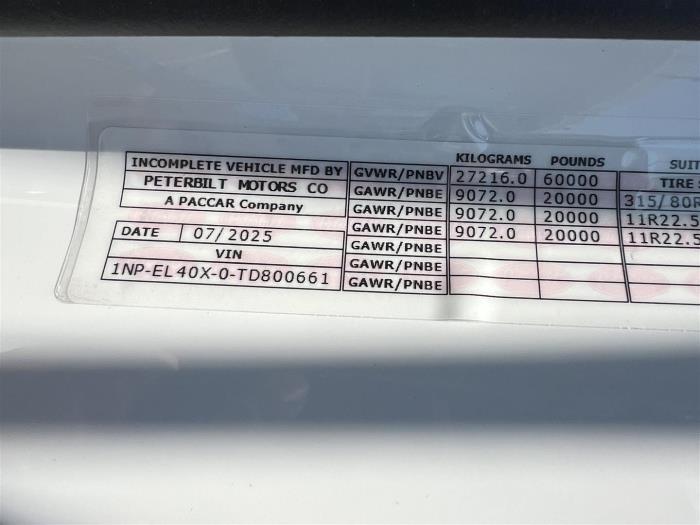 KILOGRAMS POUNDS SUIT
INCOMPLETE VEHICLE MFD BY GVWR/PNBV 27216.0 60000 TIRE
PETERBILT MOTORS CO GAWR/PNBE 9072.0 20000 315/80R
A PACCAR Company GAWR/PNBE 9072.0 20000 11R22.5
DATE 07/2025 GAWR/PNBE 9072.0 20000 11R22.5
VIN GAWR/PNBE
1NP-EL40X-0-TD800661 GAWR/PNBE
GAWR/PNBE